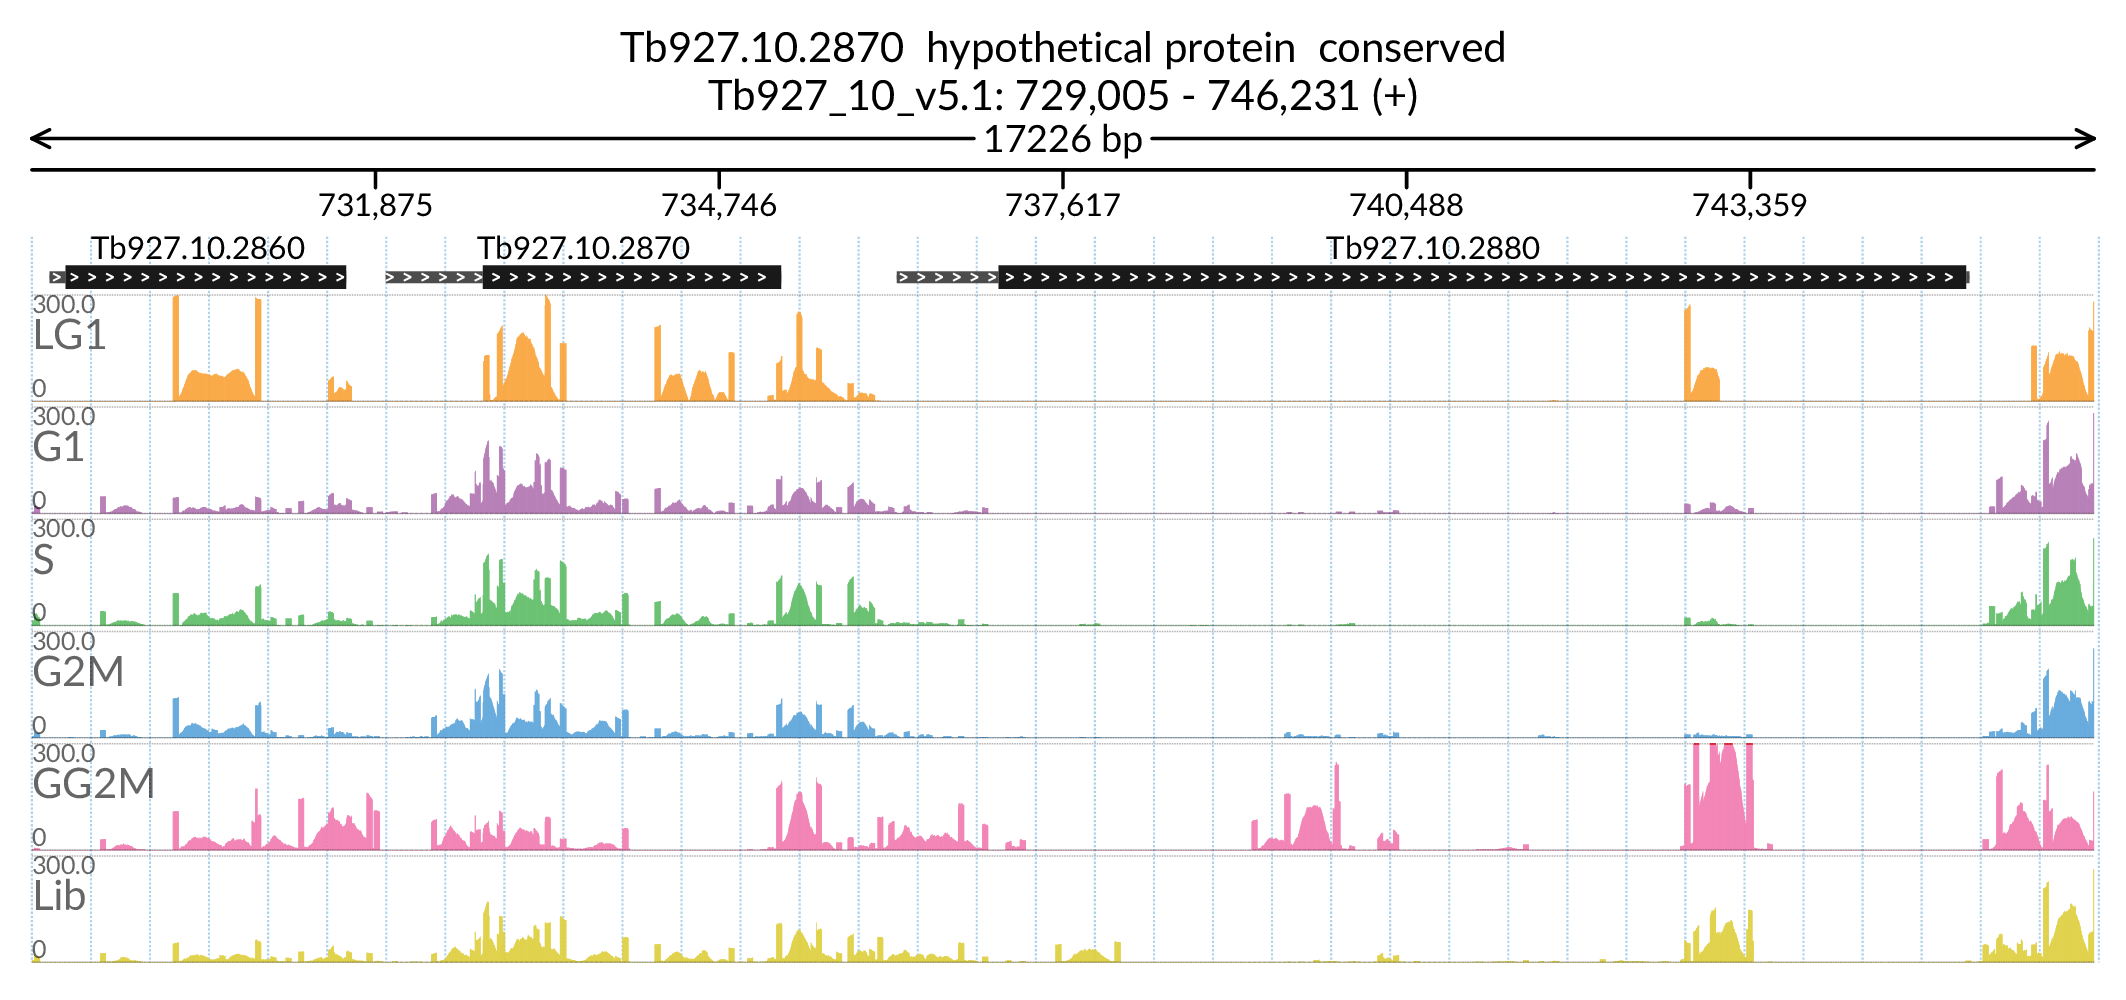 Tb927.10.2870 hypothetical protein conserved
Tb927_10_v5.1: 729,005 - 746,231 (+)
17226 bp
731,875 734,746 737,617 740,488 743,359
Tb927.10.2860 Tb927.10.2870 Tb927.10.2880
300.0
LG1
0
300.0
G1
0
300.0
S
0
300.0
G2M
0
300.0
GG2M
0
300.0
Lib
0